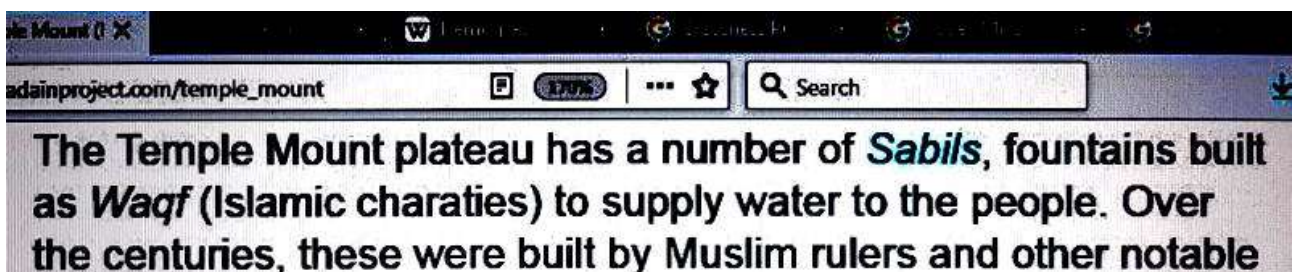 ple Mount (
adainproject.com/temple_mount
Search
The Temple Mount plateau has a number of Sabils, fountains built
as Waqf (Islamic charaties) to supply water to the people. Over
the centuries, these were built by Muslim rulers and other notable